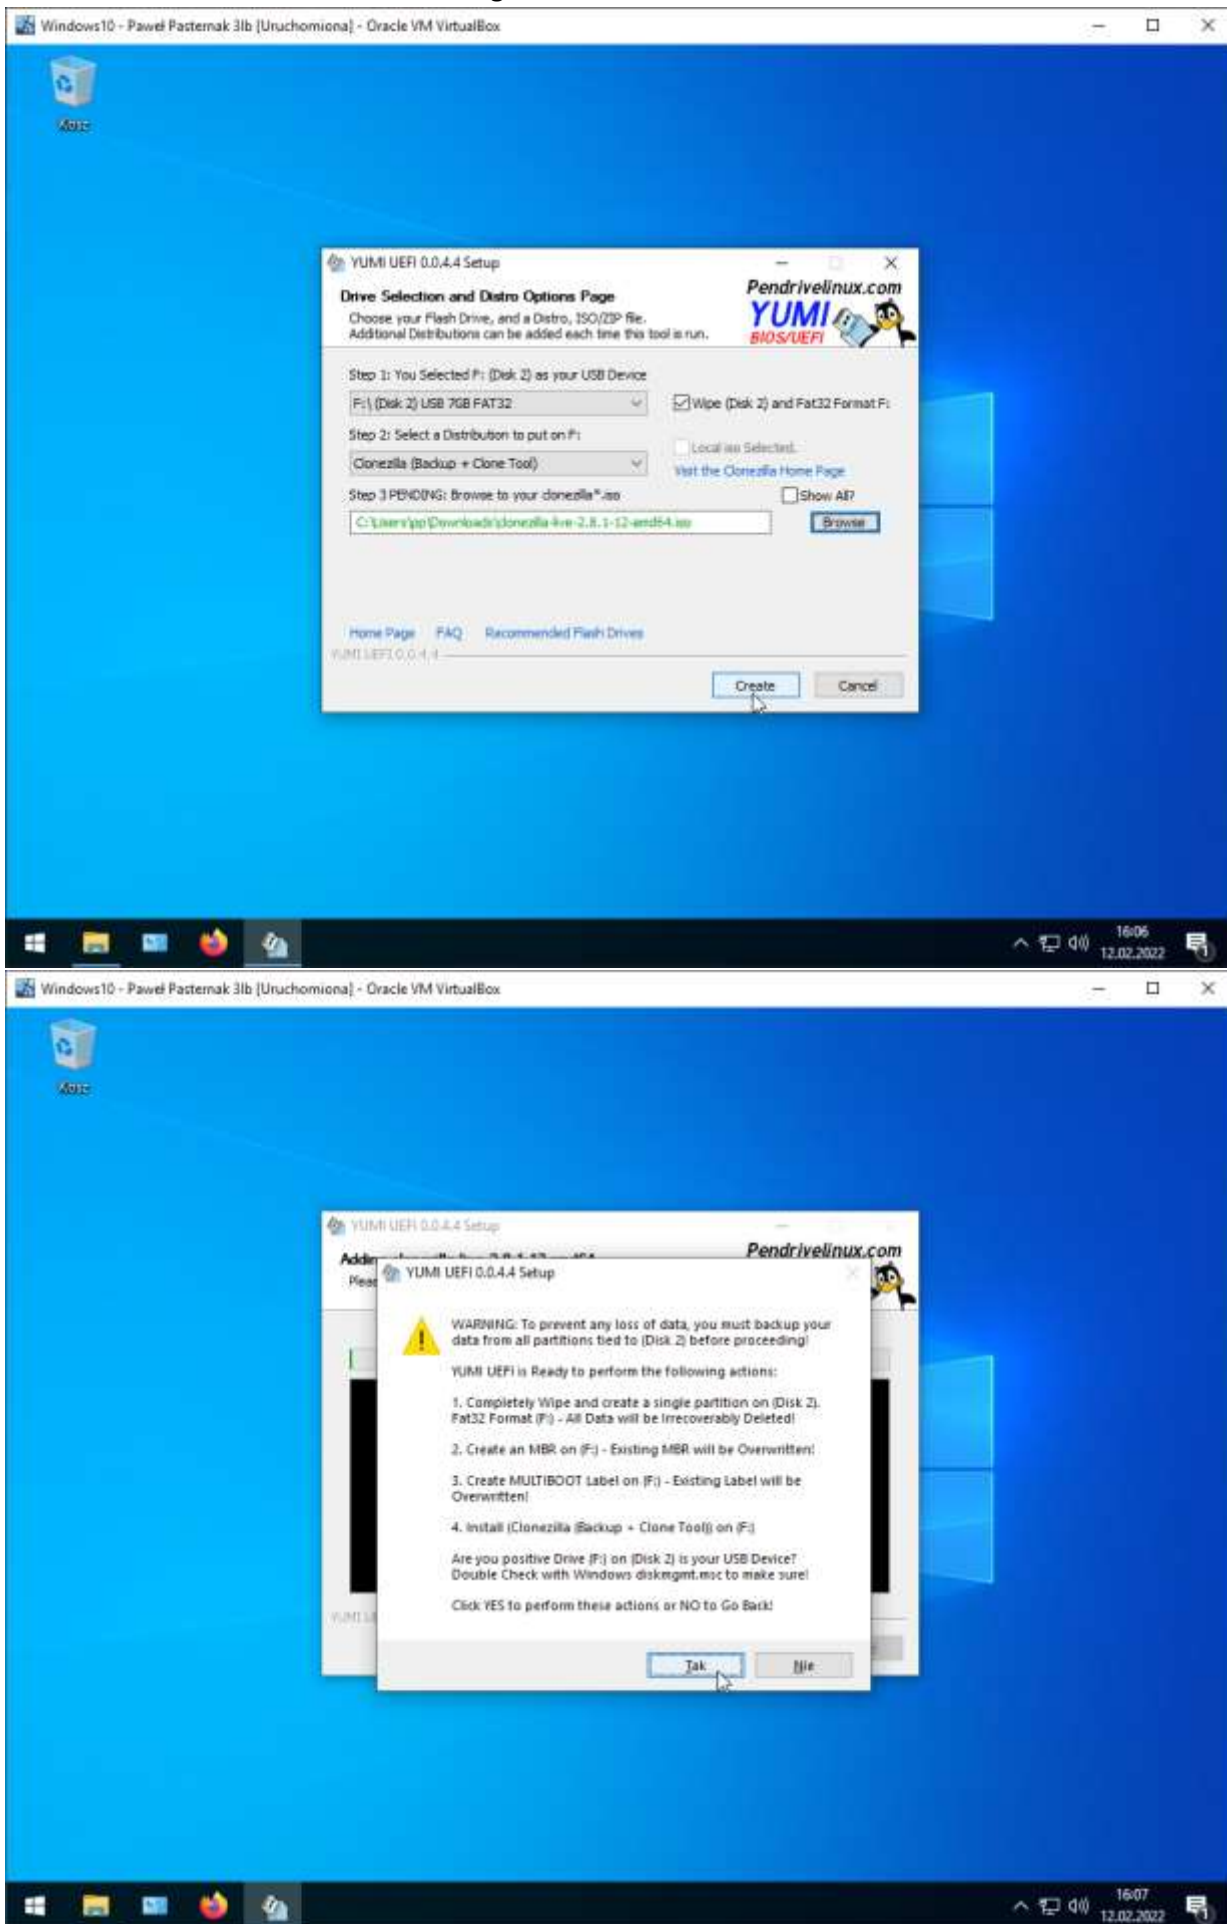 Windows10 - Paweł Pasternak 3lb [Uruchomiona] - Oracle VM VirtualBox
Kosz
YUMI UEFI 0.0.4.4 Setup
Drive Selection and Distro Options Page
Choose your Flash Drive, and a Distro, ISO/ZIP file.
Additional Distributions can be added each time this tool is run.
Pendrivelinux.com
YUMI
BIOS/UEFI
Step 1: You Selected F: (Disk 2) as your USB Device
F:\ (Disk 2) USB 7GB FAT32
Wipe (Disk 2) and Fat32 Format F:
Step 2: Select a Distribution to put on F:
Local iso Selected.
Clonezilla (Backup + Clone Tool)
Visit the Clonezilla Home Page
Step 3 PENDING: Browse to your clonezilla*.iso
Show All?
C:\Users\pp\Downloads\clonezilla-live-2.8.1-12-amd64.iso
Browse
Home Page FAQ Recommended Flash Drives
YUMI UEFI 0.0.4.4
Create Cancel
16:06
12.02.2022
1
Windows10 - Paweł Pasternak 3lb [Uruchomiona] - Oracle VM VirtualBox
Kosz
YUMI UEFI 0.0.4.4 Setup
Pendrivelinux.com
YUMI UEFI 0.0.4.4 Setup
WARNING: To prevent any loss of data, you must backup your
data from all partitions tied to (Disk 2) before proceeding!
YUMI UEFI is Ready to perform the following actions:
1. Completely Wipe and create a single partition on (Disk 2).
Fat32 Format (F:) - All Data will be Irrecoverably Deleted!
2. Create an MBR on (F:) - Existing MBR will be Overwritten!
3. Create MULTIBOOT Label on (F:) - Existing Label will be
Overwritten!
4. Install (Clonezilla (Backup + Clone Tool)) on (F:)
Are you positive Drive (F:) on (Disk 2) is your USB Device?
Double Check with Windows diskmgmt.msc to make sure!
Click YES to perform these actions or NO to Go Back!
Tak Nie
16:07
12.02.2022
1